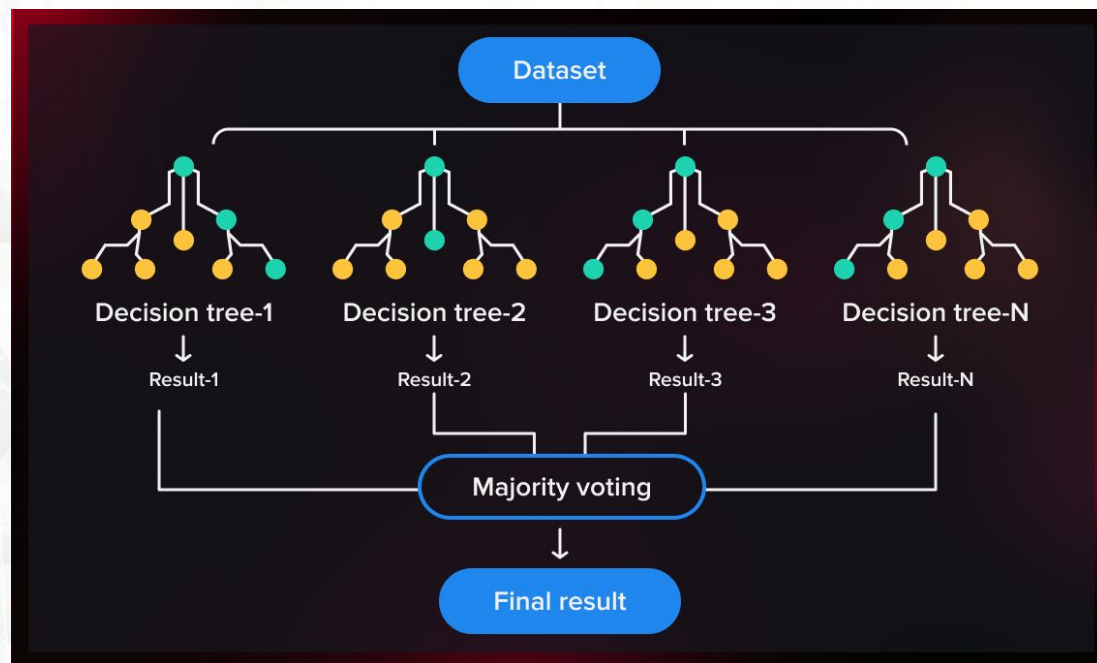 Dataset
Decision tree-1
Decision tree-2
Decision tree-3
Decision tree-N
Result-1
Result-2
Result-3
Result-N
Majority voting
Final result